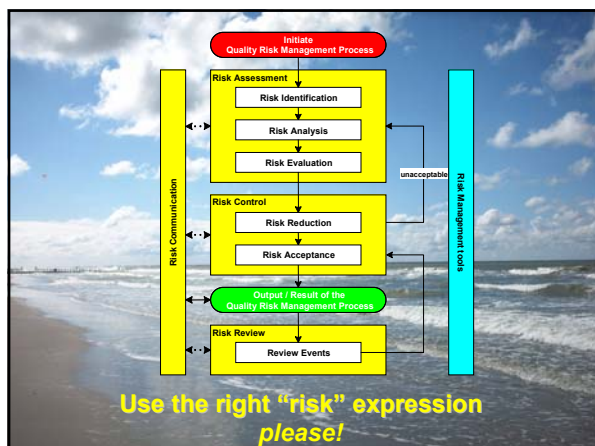 Initiate
Quality Risk Management Process
Risk Assessment
Risk Identification
Risk Analysis
Risk Evaluation
unacceptable
Risk Control
Risk Reduction
Risk Acceptance
Output / Result of the
Quality Risk Management Process
Risk Review
Review Events
Risk Communication
Risk Management tools
Use the right “risk” expression
please!